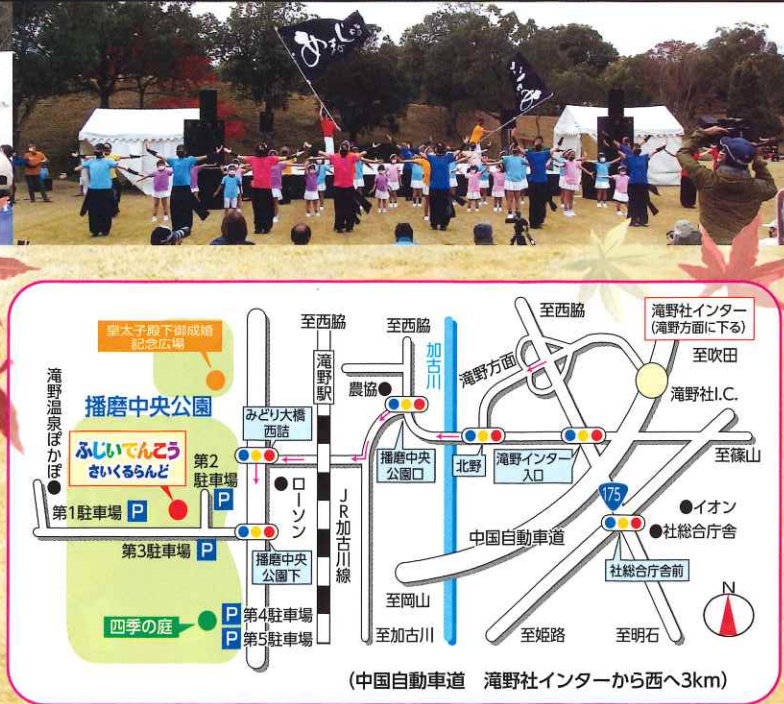 皇太子殿下御成婚
記念広場
滝野温泉ぽかぽ
播磨中央公園
ふじいでんこう
さいくるらんど
第2
駐車場
P
第1駐車場 P
第3駐車場 P
四季の庭
P 第4駐車場
P 第5駐車場
みどり大橋
西詰
ローソン
播磨中央
公園下
至西脇
滝野駅
JR加古川線
農協
至西脇
播磨中央
公園口
至加古川
加古川
滝野方面
北野
滝野インター
入口
至西脇
滝野社インター
(滝野方面に下る)
至吹田
滝野社I.C.
至篠山
175
イオン
社総合庁舎
社総合庁舎前
中国自動車道
至岡山
至姫路
至明石
N
(中国自動車道 滝野社インターから西へ3km)